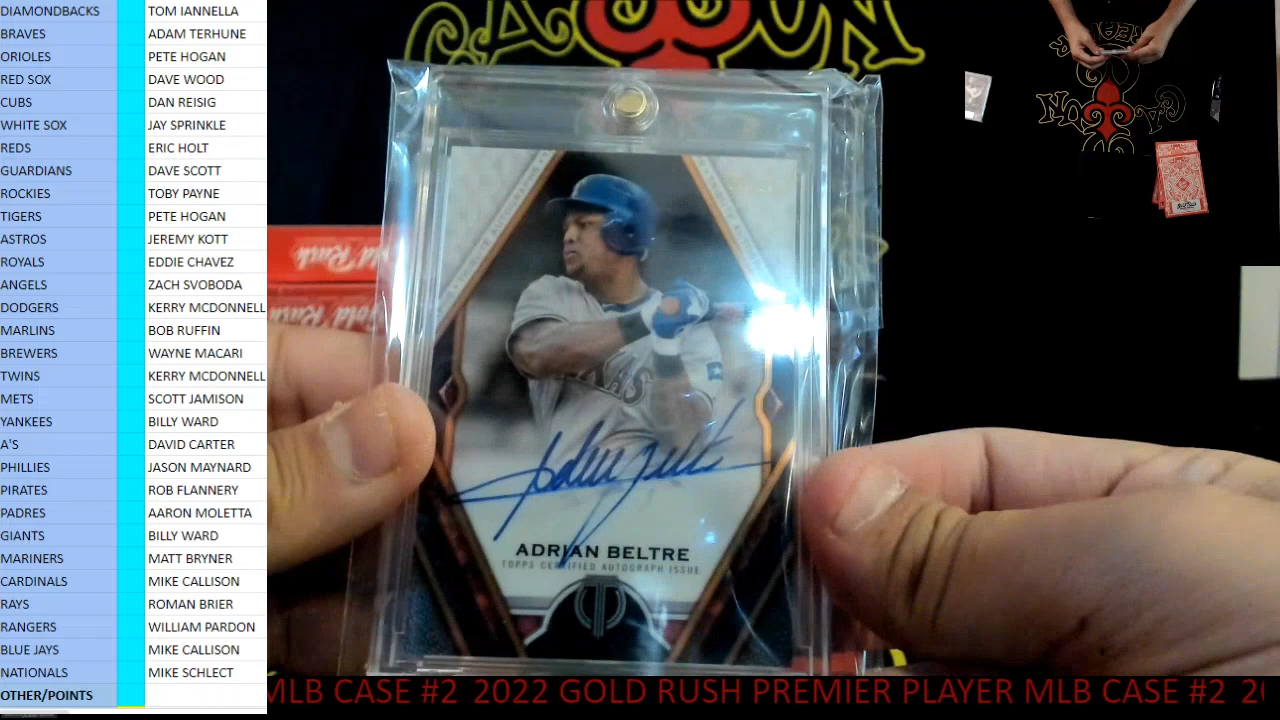 DIAMONDBACKS TOM IANNELLA
BRAVES ADAM TERHUNE
ORIOLES PETE HOGAN
RED SOX DAVE WOOD
CUBS DAN REISIG
WHITE SOX JAY SPRINKLE
REDS ERIC HOLT
GUARDIANS DAVE SCOTT
ROCKIES TOBY PAYNE
TIGERS PETE HOGAN
ASTROS JEREMY KOTT
ROYALS EDDIE CHAVEZ
ANGELS ZACH SVOBODA
DODGERS KERRY MCDONNELL
MARLINS BOB RUFFIN
BREWERS WAYNE MACARI
TWINS KERRY MCDONNELL
METS SCOTT JAMISON
YANKEES BILLY WARD
A'S DAVID CARTER
PHILLIES JASON MAYNARD
PIRATES ROB FLANNERY
PADRES AARON MOLETTA
GIANTS BILLY WARD
MARINERS MATT BRYNER
CARDINALS MIKE CALLISON
RAYS ROMAN BRIER
RANGERS WILLIAM PARDON
BLUE JAYS MIKE CALLISON
NATIONALS MIKE SCHLECT
OTHER/POINTS
Gold Rush
Gold Rush
ADRIAN BELTRE
TOPPS CERTIFIED AUTOGRAPH ISSUE
MLB CASE #2 2022 GOLD RUSH PREMIER PLAYER MLB CASE #2 20